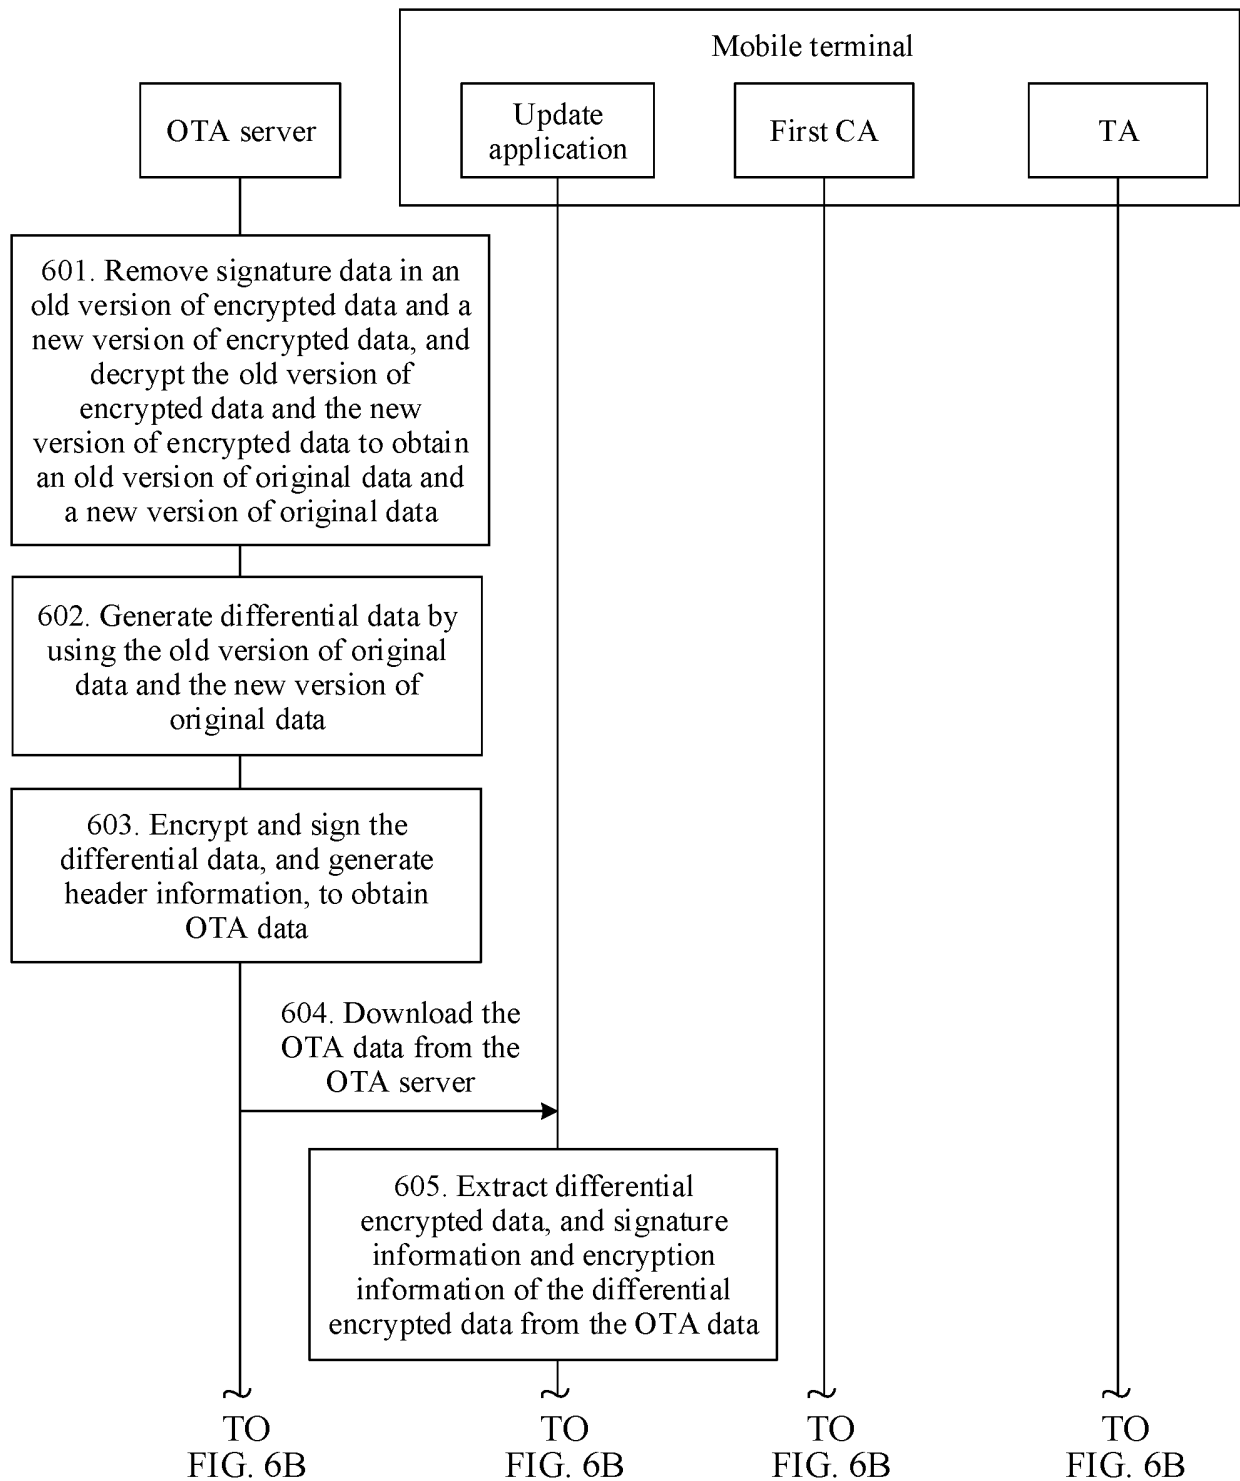 Mobile terminal
OTA server
Update
application
First CA
TA
601. Remove signature data in an
old version of encrypted data and a
new version of encrypted data, and
decrypt the old version of
encrypted data and the new
version of encrypted data to obtain
an old version of original data and
a new version of original data
602. Generate differential data by
using the old version of original
data and the new version of
original data
603. Encrypt and sign the
differential data, and generate
header information, to obtain
OTA data
604. Download the
OTA data from the
OTA server
605. Extract differential
encrypted data, and signature
information and encryption
information of the differential
encrypted data from the OTA data
TO
FIG. 6B
TO
FIG. 6B
TO
FIG. 6B
TO
FIG. 6B